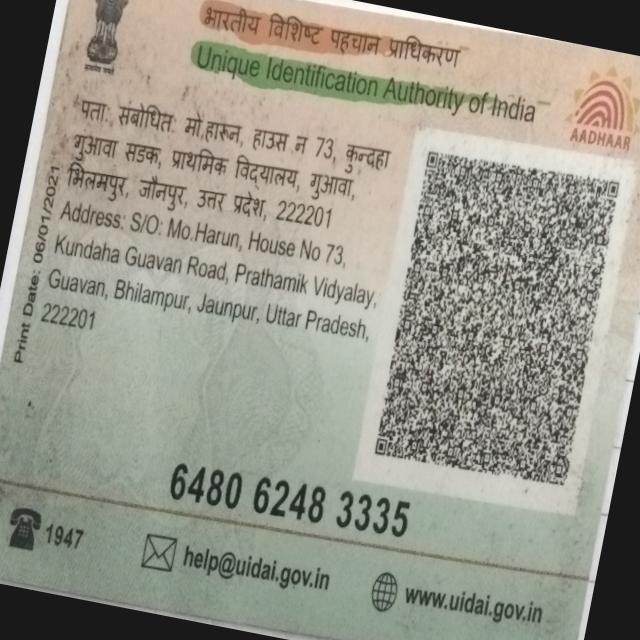 भारतीय विशिष्ट पहचान प्राधिकरण
Unique Identification Authority of India
AADHAAR
पता: संबोधित: मो.हारून, हाउस न 73, कुन्दहा
गुआवा सडक, प्राथमिक विद्यालय, गुआवा,
भिलमपुर, जौनपुर, उत्तर प्रदेश, 222201
Address: S/O: Mo.Harun, House No 73,
Kundaha Guavan Road, Prathamik Vidyalay,
Guavan, Bhilampur, Jaunpur, Uttar Pradesh,
222201
Print Date: 06/01/2021
6480 6248 3335
1947
help@uidai.gov.in
www.uidai.gov.in